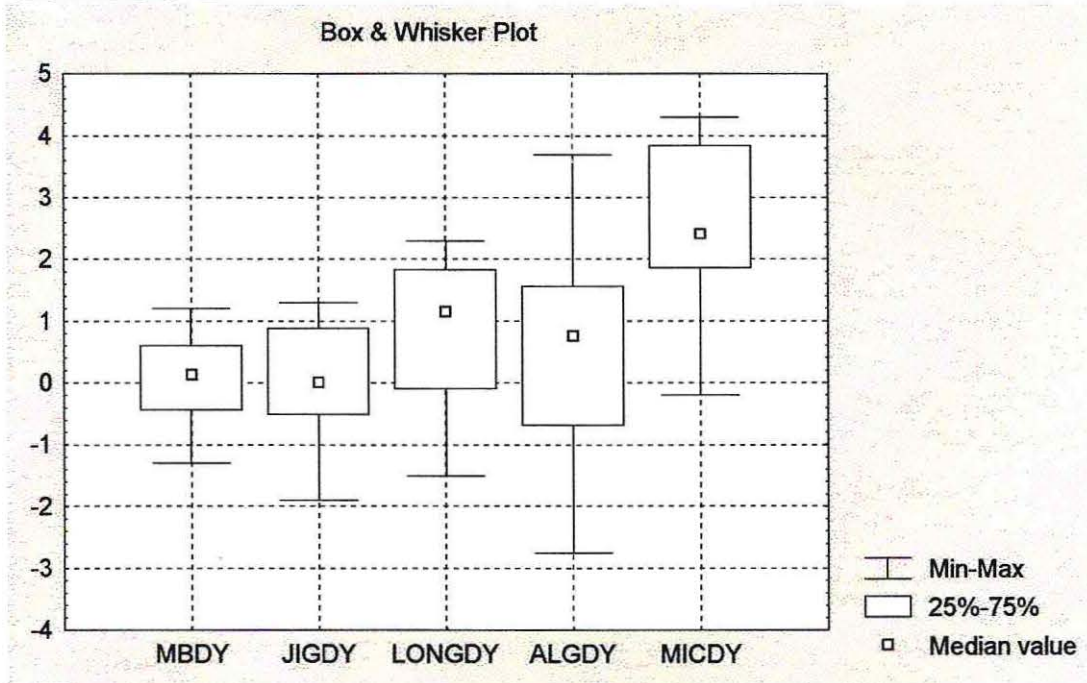 Box & Whisker Plot
5
4
3
2
1
0
-1
-2
-3
-4
MBDY JIGDY LONGDY ALGDY MICDY
Min-Max
25%-75%
Median value